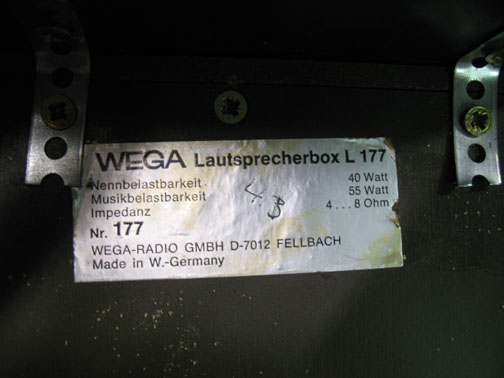 WEGA Lautsprecherbox L 177
Nennbelastbarkeit 40 Watt
Musikbelastbarkeit 55 Watt
Impedanz 4...8 Ohm
Nr. 177
WEGA-RADIO GMBH D-7012 FELLBACH
Made in W.-Germany